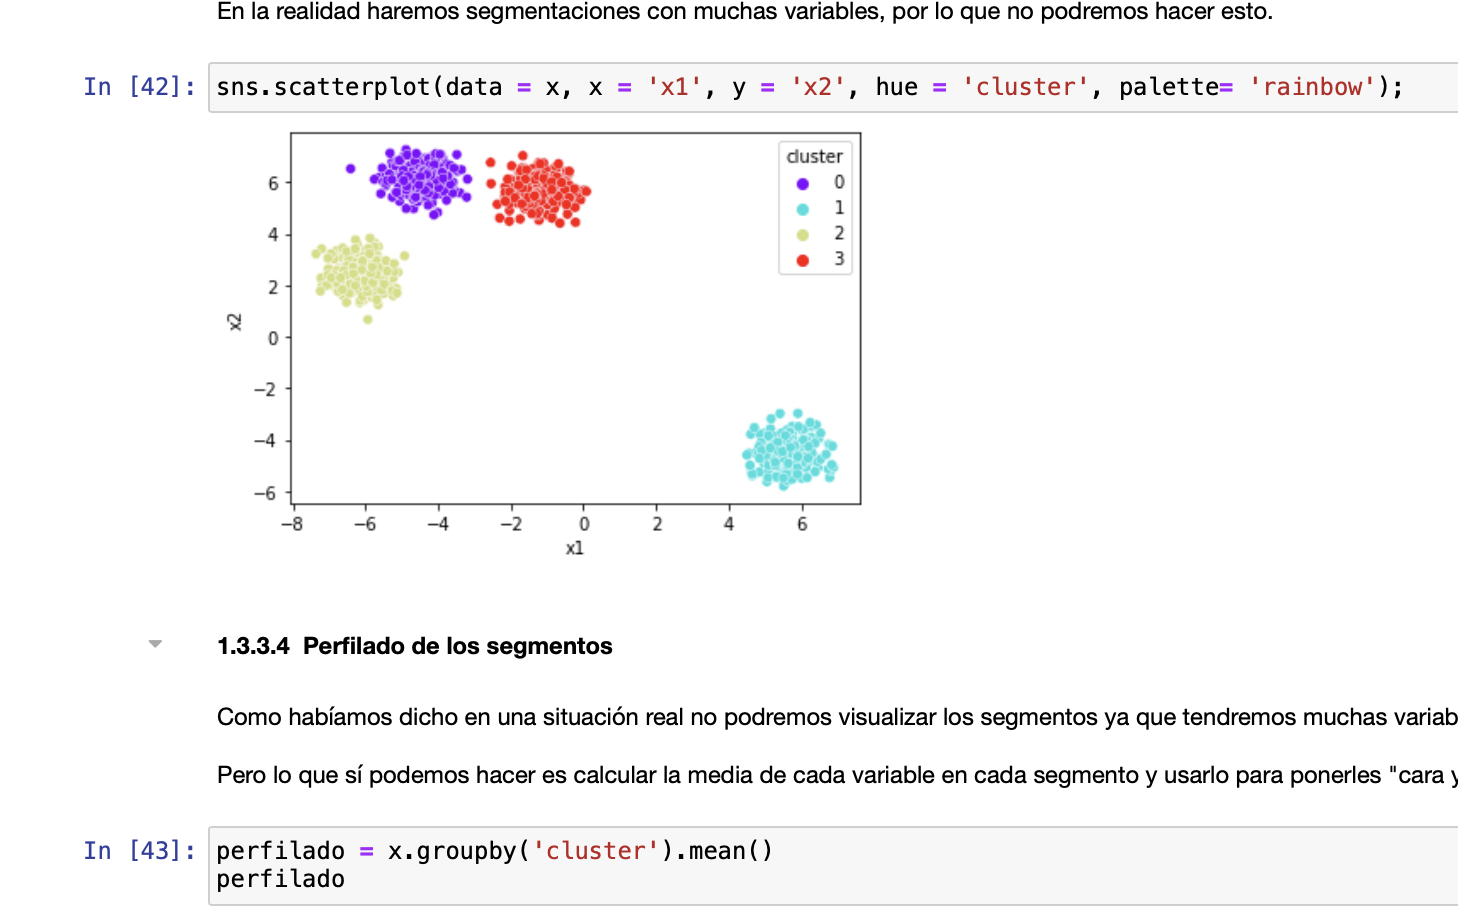 En la realidad haremos segmentaciones con muchas variables, por lo que no podremos hacer esto.
In [42]: sns.scatterplot(data = x, x = 'x1', y = 'x2', hue = 'cluster', palette= 'rainbow');
cluster
0
1
2
3
6
4
2
0
−2
−4
−6
x2
−8 −6 −4 −2 0 2 4 6
x1
1.3.3.4 Perfilado de los segmentos
Como habíamos dicho en una situación real no podremos visualizar los segmentos ya que tendremos muchas variab
Pero lo que sí podemos hacer es calcular la media de cada variable en cada segmento y usarlo para ponerles "cara y
In [43]: perfilado = x.groupby('cluster').mean()
perfilado